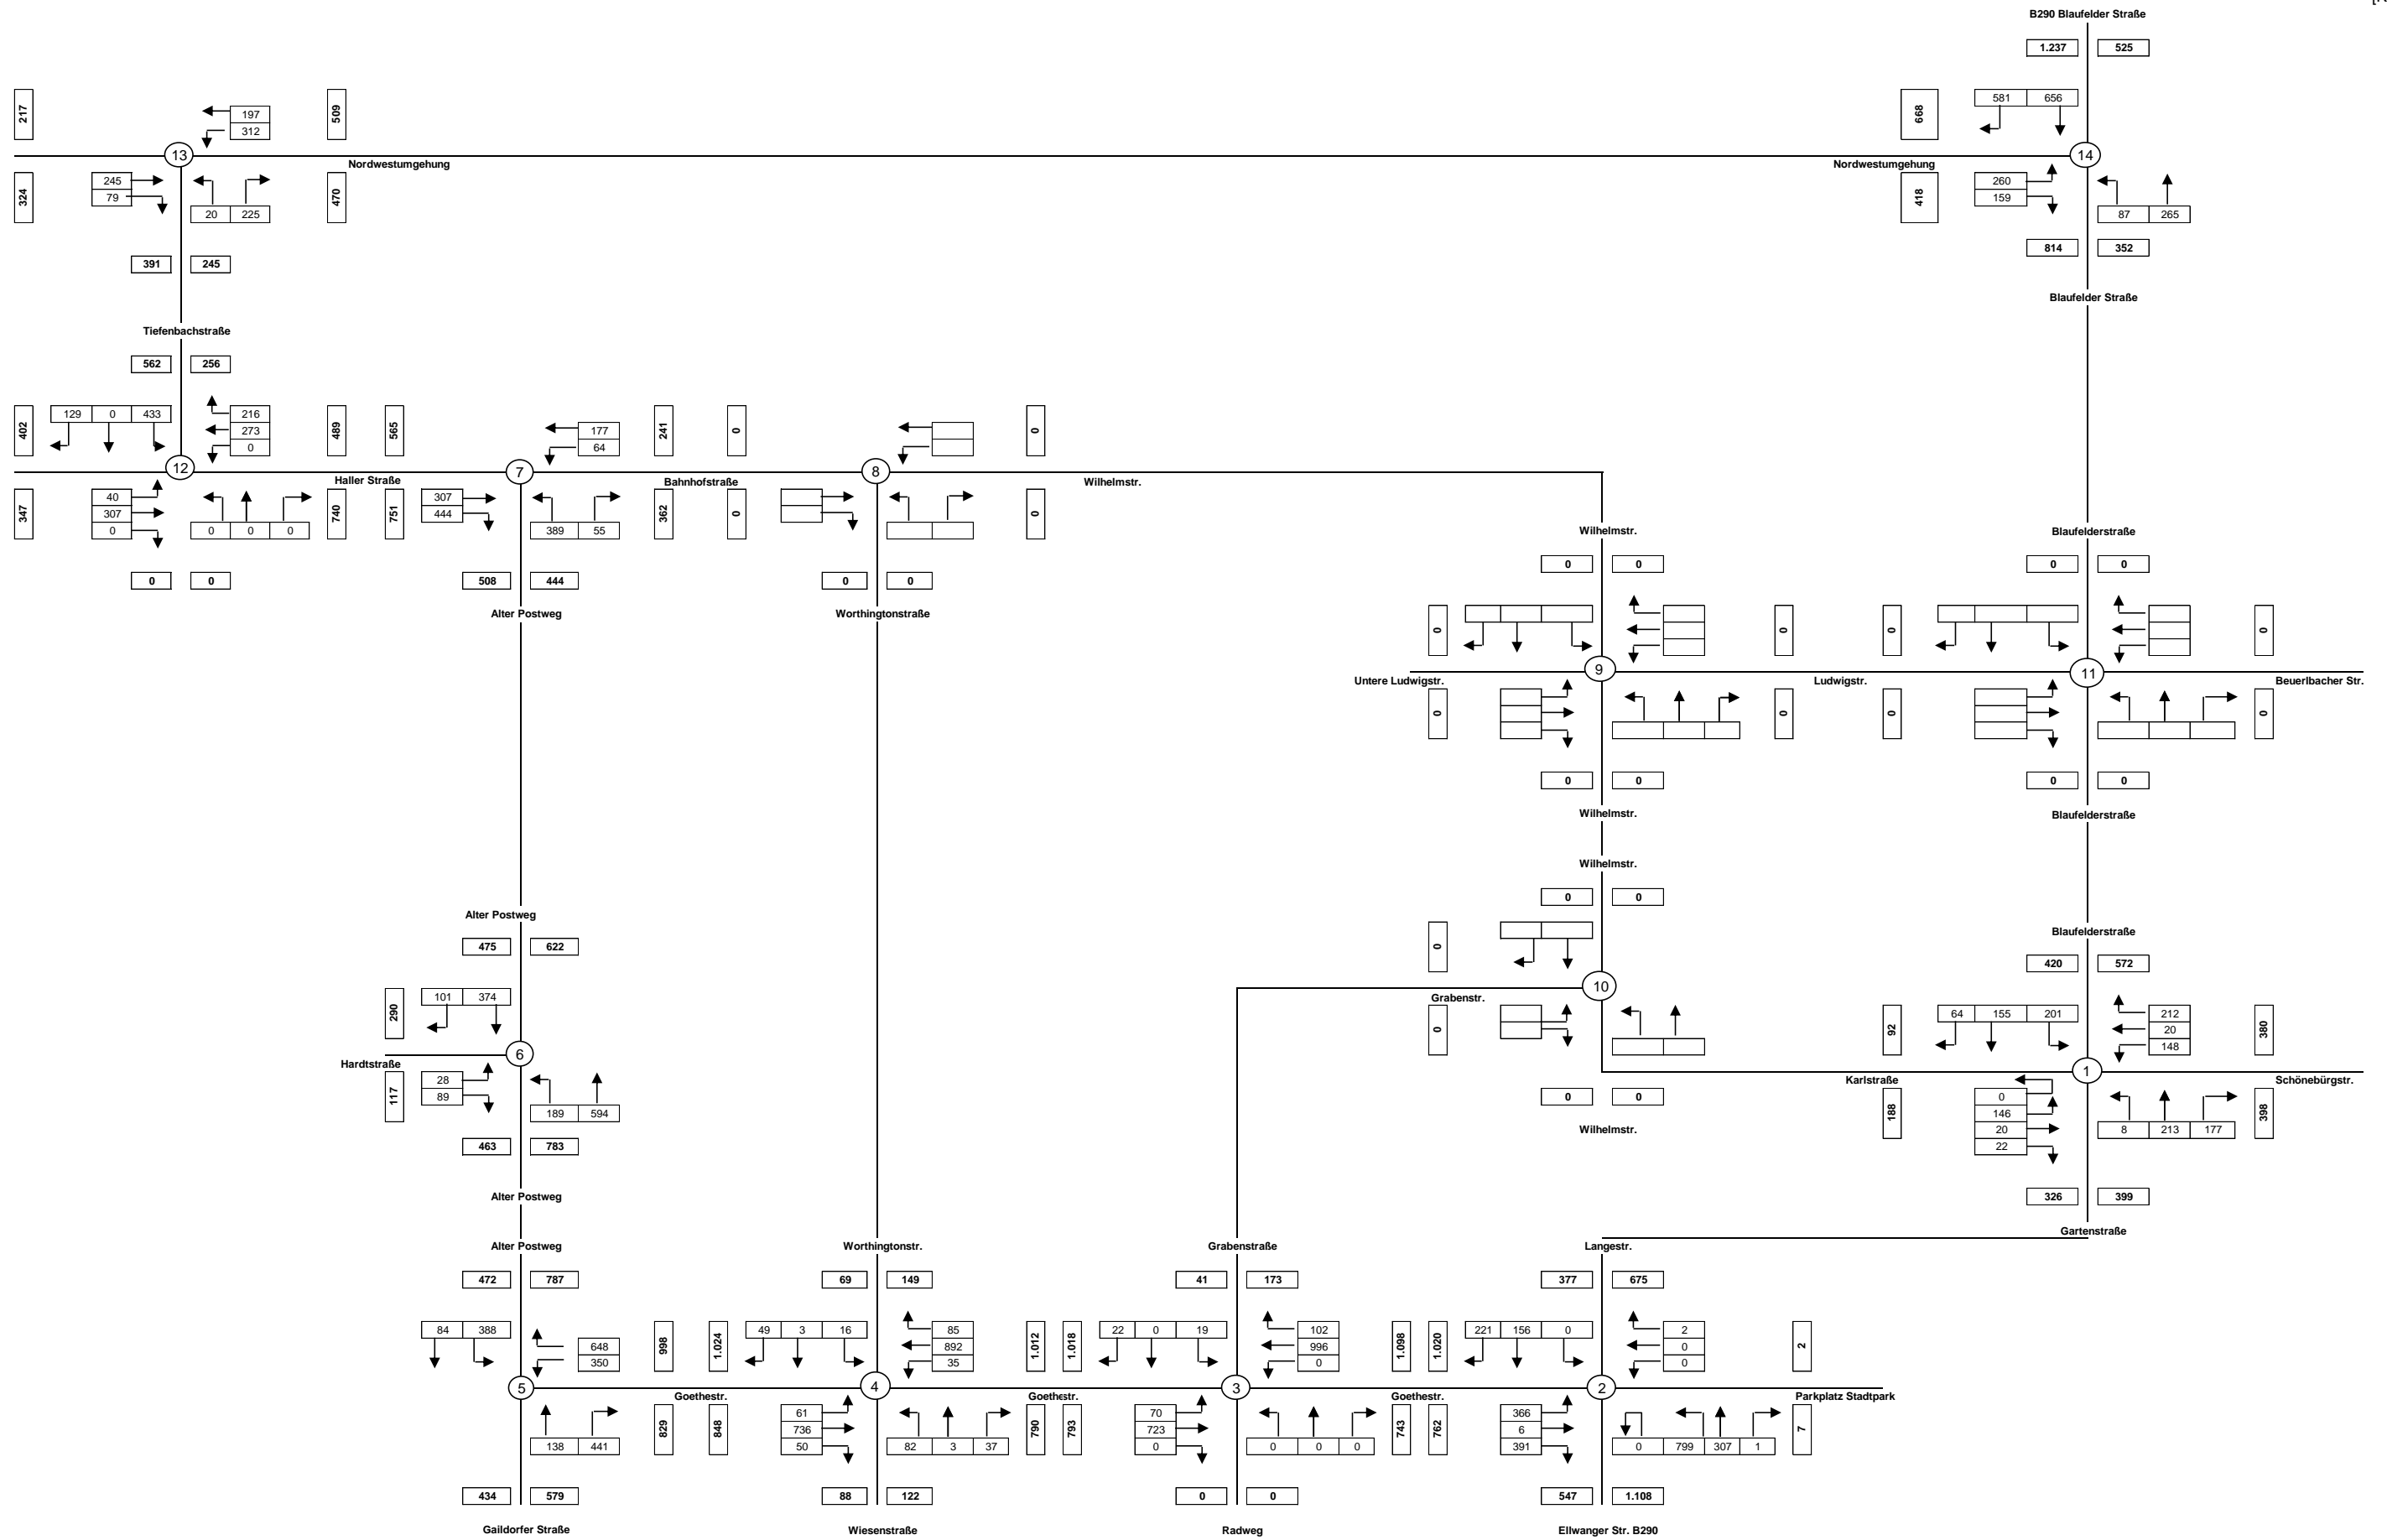 B290 Blaufelder Straße
1.237 525
217 197 312 509 668 581 656
13 14
Nordwestumgehung Nordwestumgehung
324 245 79 20 225 470 418 260 159 87 265
391 245 814 352
Blaufelder Straße
Tiefenbachstraße
562 256
402 129 0 433 216 273 0 489 565 177 64 241 0 0
12 7 8
Haller Straße Bahnhofstraße Wilhelmstr.
347 40 307 0 0 0 0 740 751 307 444 389 55 362 0 0
Wilhelmstr. Blaufelderstraße
0 0 0 0
0 0 508 444 0 0
Alter Postweg Worthingtonstraße
0 0 0 0
9 11
Untere Ludwigstr. Ludwigstr. Beuerlbacher Str.
0 0 0 0
0 0 0 0
Wilhelmstr. Blaufelderstraße
Wilhelmstr.
0 0
Alter Postweg Blaufelderstraße
475 622 0 420 572
10
Grabenstr.
290 101 374 0 92 64 155 201 212 20 148 380
6 1
Hardtstraße Karlstraße Schönebürgstr.
117 28 89 189 594 0 0 188 0 146 20 22 8 213 177 398
Wilhelmstr.
463 783 326 399
Alter Postweg
Gartenstraße
Alter Postweg Worthingtonstr. Grabenstraße Langestr.
472 787 69 149 41 173 377 675
84 388 648 350 998 1.024 49 3 16 85 892 35 1.012 1.018 22 0 19 102 996 0 1.098 1.020 221 156 0 2 0 0 2
5 4 3 2
Goethestr. Goethestr. Goethestr. Parkplatz Stadtpark
138 441 829 848 61 736 50 82 3 37 790 793 70 723 0 0 0 0 743 762 366 6 391 0 799 307 1 7
434 579 88 122 0 0 547 1.108
Gaildorfer Straße Wiesenstraße Radweg Ellwanger Str. B290